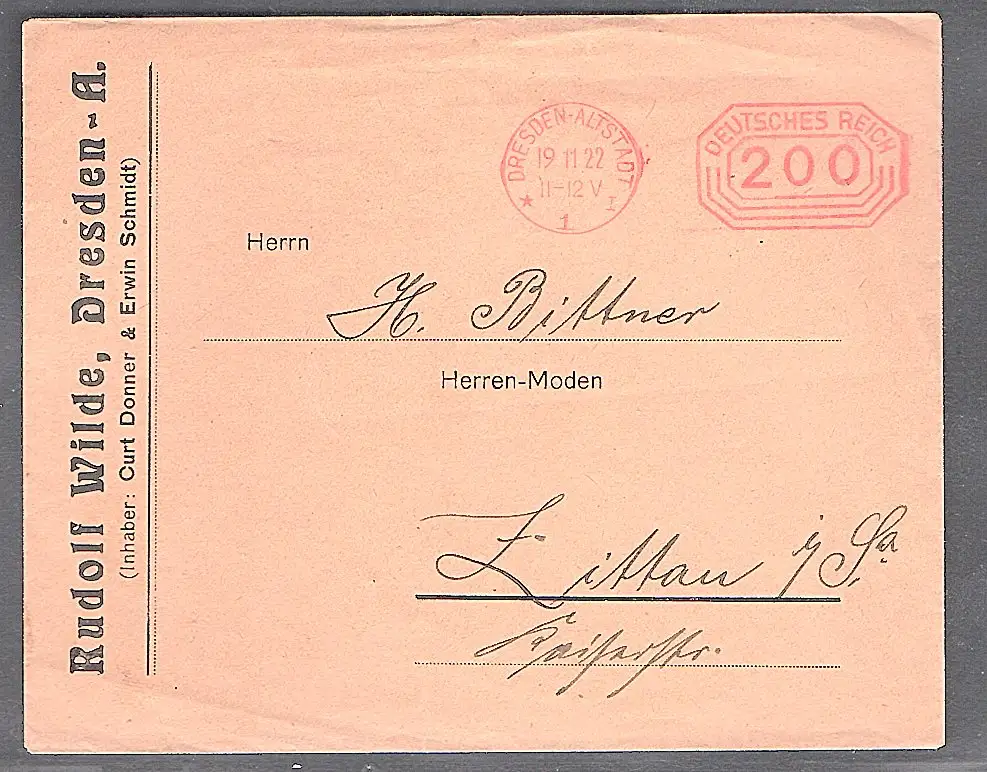 Rudolf Wilde, Dresden-A.
(Inhaber: Curt Donner & Erwin Schmidt)
DRESDEN-ALTSTADT
19 11 22
11-12 V
★ 1 I
DEUTSCHES REICH
200
Herrn
H. Bittner
Herren-Moden
Zittau i/Sa.
Kaiserstr.